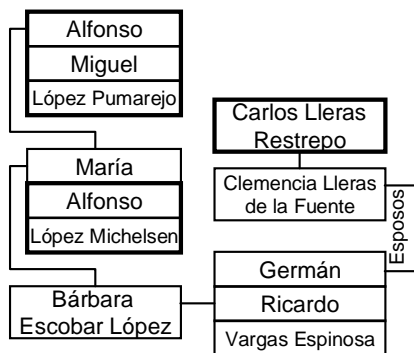 Alfonso
Miguel
López Pumarejo
Carlos Lleras
Restrepo
María
Alfonso
López Michelsen
Clemencia Lleras
de la Fuente
Esposos
Bárbara
Escobar López
Germán
Ricardo
Vargas Espinosa